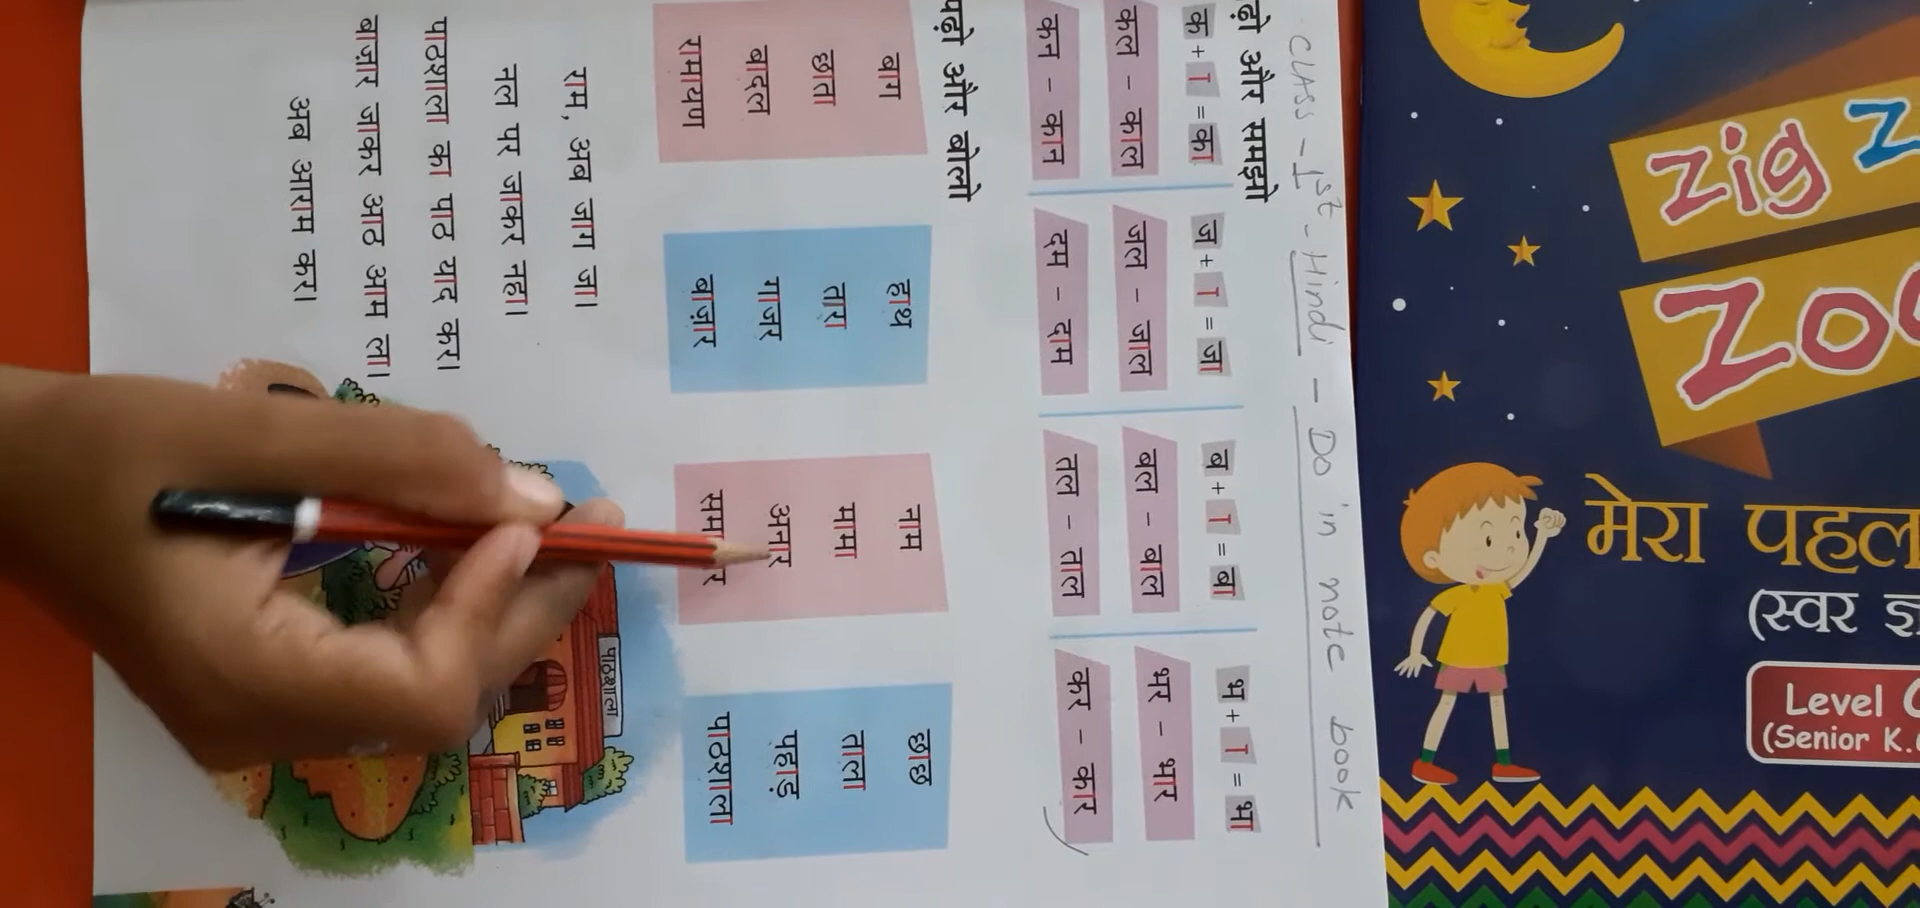 CLASS - 1st - Hindi - Do in note book
और समझो
क + ा = का
ज + ा = जा
ब + ा = बा
भ + ा = भा
कल - काल
जल - जाल
बल - बाल
भर - भार
कन - कान
दम - दाम
तल - ताल
कर - कार
पढ़ो और बोलो
बाग
हाथ
नाम
छाछ
छाता
तारा
मामा
ताला
बादल
गाजर
अनार
पहाड़
रामायण
बाज़ार
पाठशाला
राम, अब जाग जा।
नल पर जाकर नहा।
पाठशाला का पाठ याद कर।
बाज़ार जाकर आठ आम ला।
अब आराम कर।
पाठशाला
zig
मेरा
(स्वर
Level
(Senior